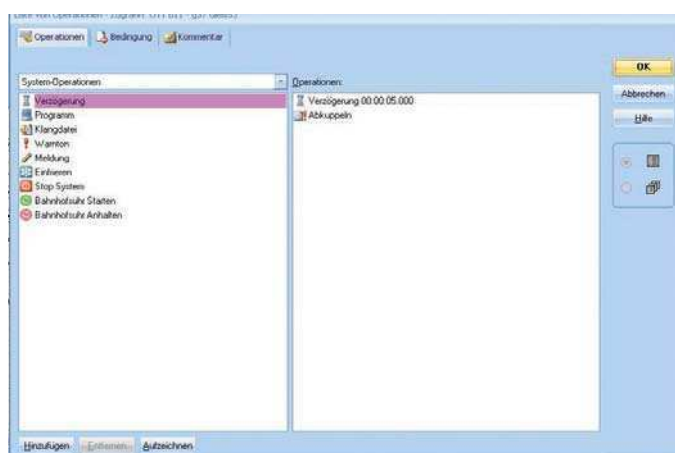 Operationen Bedingung Kommentar
System-Operationen
Verzögerung
Programm
Klangdatei
Warnton
Meldung
Einfrieren
Stop System
Bahnhofsuhr Starten
Bahnhofsuhr Anhalten
Operationen:
Verzögerung 00:00:05.000
Abkuppeln
OK
Abbrechen
Hilfe
Hinzufügen Entfernen Aufzeichnen